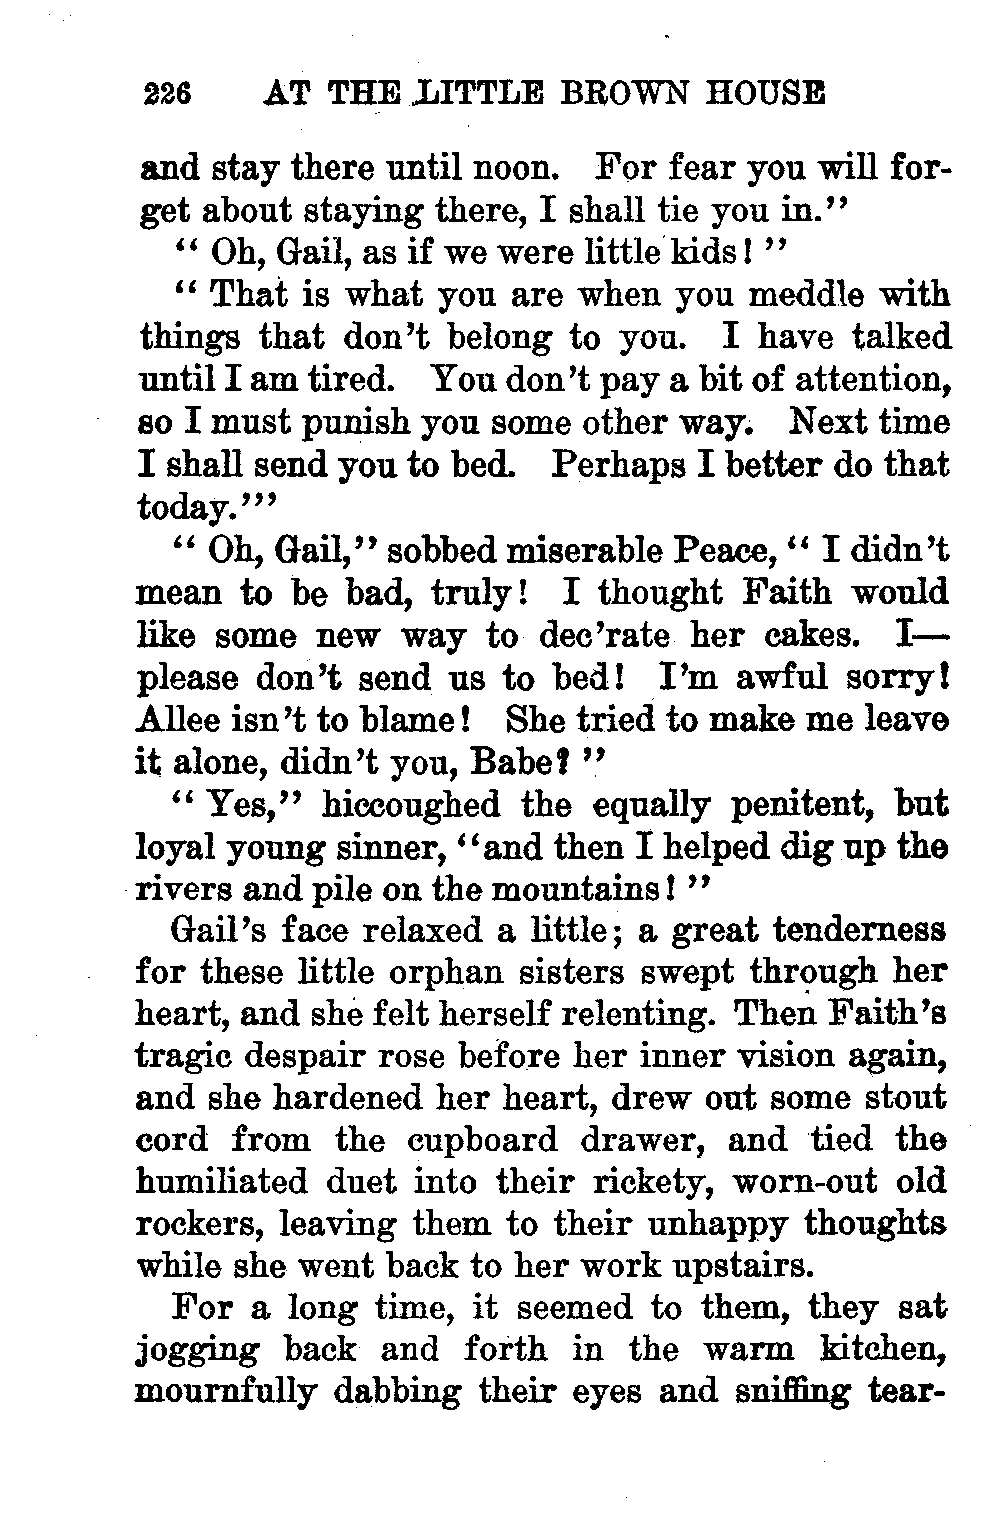 226 AT THE LITTLE BROWN HOUSE
and stay there until noon. For fear you will for-
get about staying there, I shall tie you in."
" Oh, Gail, as if we were little kids! "
" That is what you are when you meddle with
things that don't belong to you. I have talked
until I am tired. You don't pay a bit of attention,
so I must punish you some other way. Next time
I shall send you to bed. Perhaps I better do that
today.'"
" Oh, Gail," sobbed miserable Peace, " I didn't
mean to be bad, truly! I thought Faith would
like some new way to dec'rate her cakes. I—
please don't send us to bed! I'm awful sorry!
Allee isn't to blame! She tried to make me leave
it alone, didn't you, Babe? "
" Yes," hiccoughed the equally penitent, but
loyal young sinner, "and then I helped dig up the
rivers and pile on the mountains! "
Gail's face relaxed a little; a great tenderness
for these little orphan sisters swept through her
heart, and she felt herself relenting. Then Faith's
tragic despair rose before her inner vision again,
and she hardened her heart, drew out some stout
cord from the cupboard drawer, and tied the
humiliated duet into their rickety, worn-out old
rockers, leaving them to their unhappy thoughts
while she went back to her work upstairs.
For a long time, it seemed to them, they sat
jogging back and forth in the warm kitchen,
mournfully dabbing their eyes and sniffing tear-